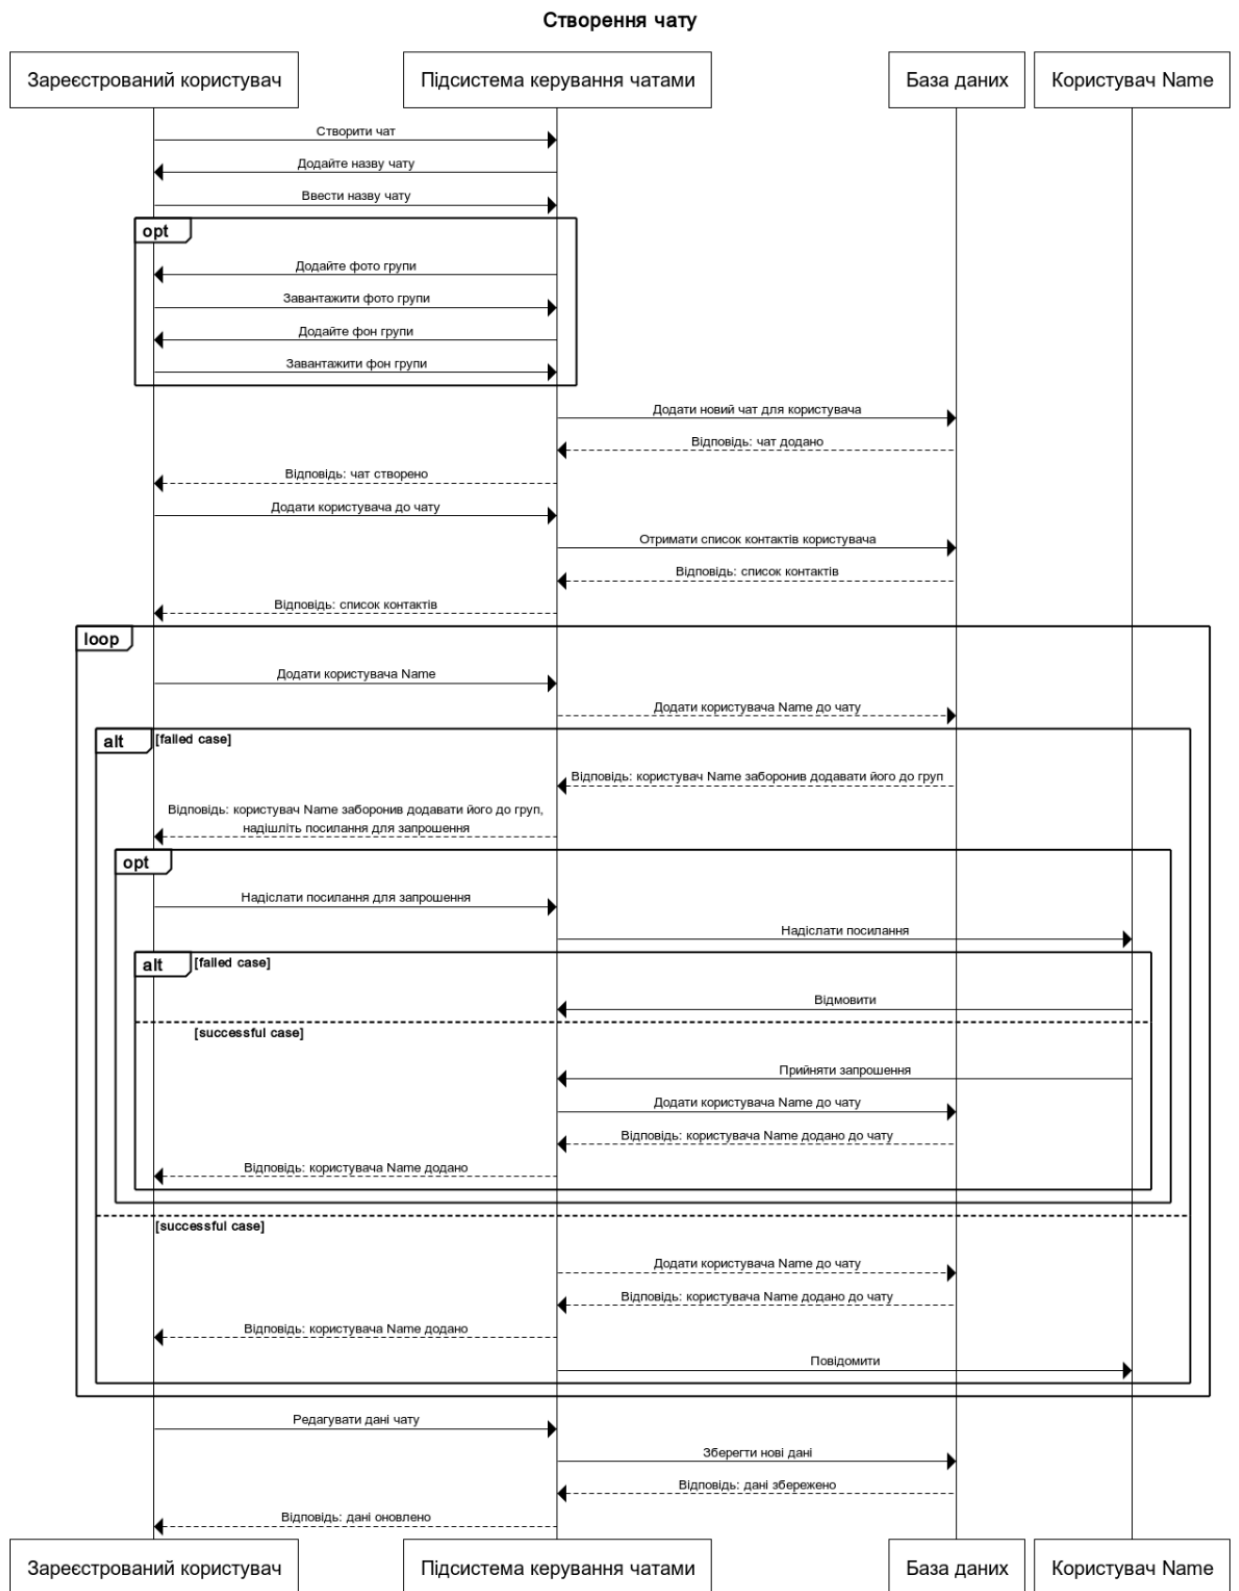 Створення чату
Зареєстрований користувач
Підсистема керування чатами
База даних
Користувач Name
Створити чат
Додайте назву чату
Ввести назву чату
opt
Додайте фото групи
Завантажити фото групи
Додайте фон групи
Завантажити фон групи
Додати новий чат для користувача
Відповідь: чат додано
Відповідь: чат створено
Додати користувача до чату
Отримати список контактів користувача
Відповідь: список контактів
Відповідь: список контактів
loop
Додати користувача Name
Додати користувача Name до чату
alt
[failed case]
Відповідь: користувач Name заборонив додавати його до груп
Відповідь: користувач Name заборонив додавати його до груп,
надішліть посилання для запрошення
opt
Надіслати посилання для запрошення
Надіслати посилання
alt
[failed case]
Відмовити
[successful case]
Прийняти запрошення
Додати користувача Name до чату
Відповідь: користувача Name додано до чату
Відповідь: користувача Name додано
[successful case]
Додати користувача Name до чату
Відповідь: користувача Name додано до чату
Відповідь: користувача Name додано
Повідомити
Редагувати дані чату
Зберегти нові дані
Відповідь: дані збережено
Відповідь: дані оновлено
Зареєстрований користувач
Підсистема керування чатами
База даних
Користувач Name